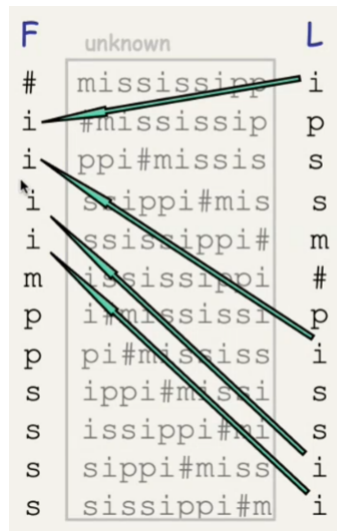 F unknown L
# mississipp i
i #mississip p
i ppi#missis s
i ssippi#mis s
i ssissippi# m
m ississippi #
p i#mississi p
p pi#mississ i
s ippi#missi s
s issippi#mi s
s sippi#miss i
s sissippi#m i